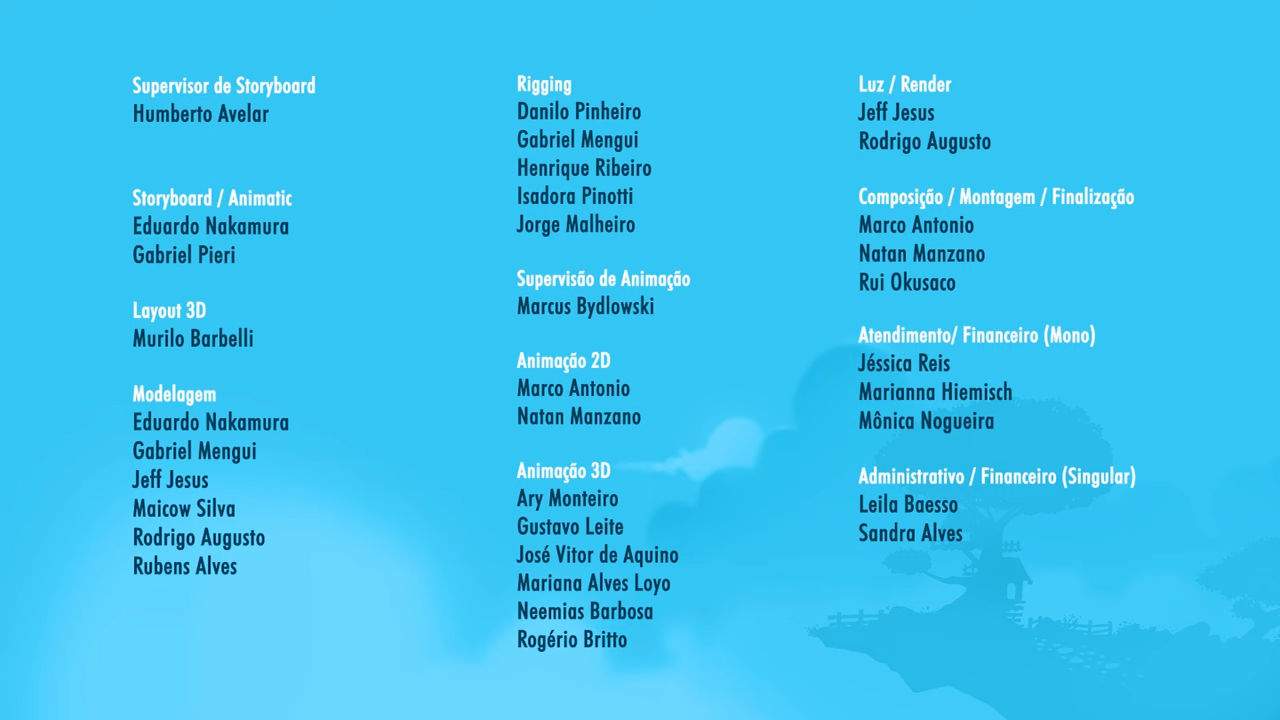 Supervisor de Storyboard
Humberto Avelar
Storyboard / Animatic
Eduardo Nakamura
Gabriel Pieri
Layout 3D
Murilo Barbelli
Modelagem
Eduardo Nakamura
Gabriel Mengui
Jeff Jesus
Maicow Silva
Rodrigo Augusto
Rubens Alves
Rigging
Danilo Pinheiro
Gabriel Mengui
Henrique Ribeiro
Isadora Pinotti
Jorge Malheiro
Supervisão de Animação
Marcus Bydlowski
Animação 2D
Marco Antonio
Natan Manzano
Animação 3D
Ary Monteiro
Gustavo Leite
José Vitor de Aquino
Mariana Alves Loyo
Neemias Barbosa
Rogério Britto
Luz / Render
Jeff Jesus
Rodrigo Augusto
Composição / Montagem / Finalização
Marco Antonio
Natan Manzano
Rui Okusaco
Atendimento/ Financeiro (Mono)
Jéssica Reis
Marianna Hiemisch
Mônica Nogueira
Administrativo / Financeiro (Singular)
Leila Baesso
Sandra Alves